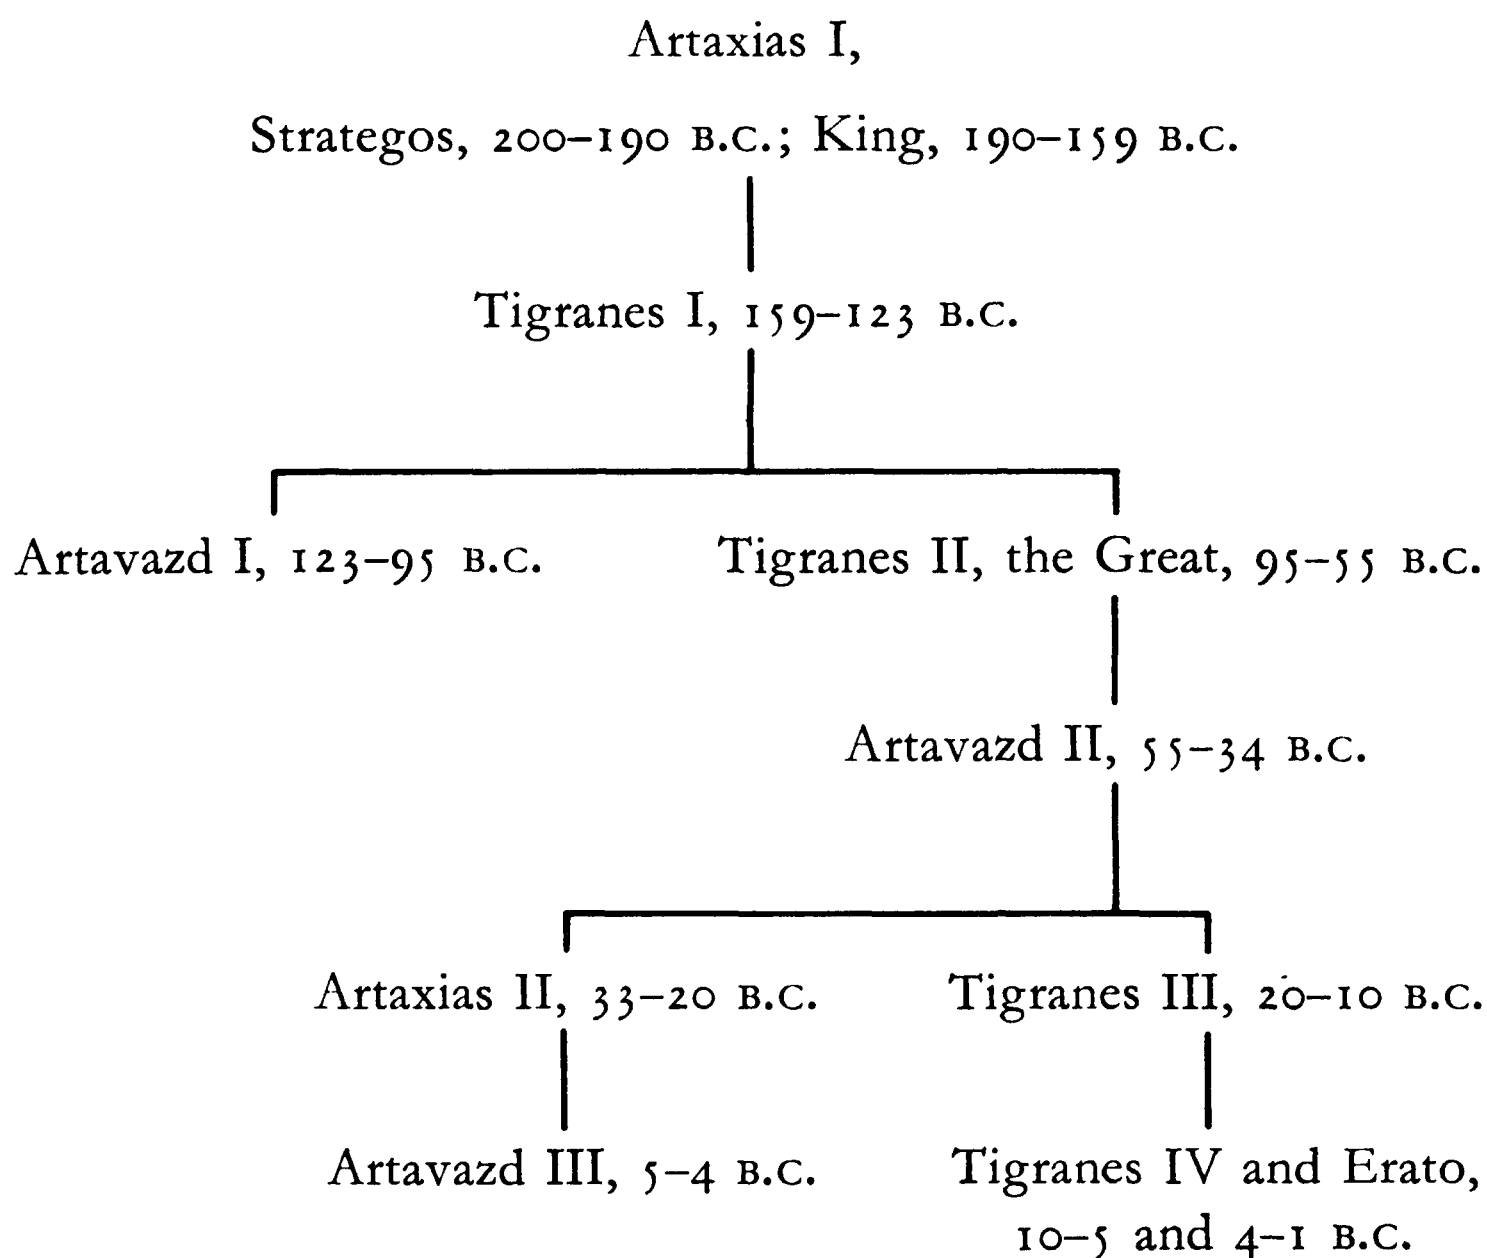 Artaxias I,
Strategos, 200–190 B.C.; King, 190–159 B.C.
Tigranes I, 159–123 B.C.
Artavazd I, 123–95 B.C.
Tigranes II, the Great, 95–55 B.C.
Artavazd II, 55–34 B.C.
Artaxias II, 33–20 B.C.
Tigranes III, 20–10 B.C.
Artavazd III, 5–4 B.C.
Tigranes IV and Erato,
10–5 and 4–1 B.C.